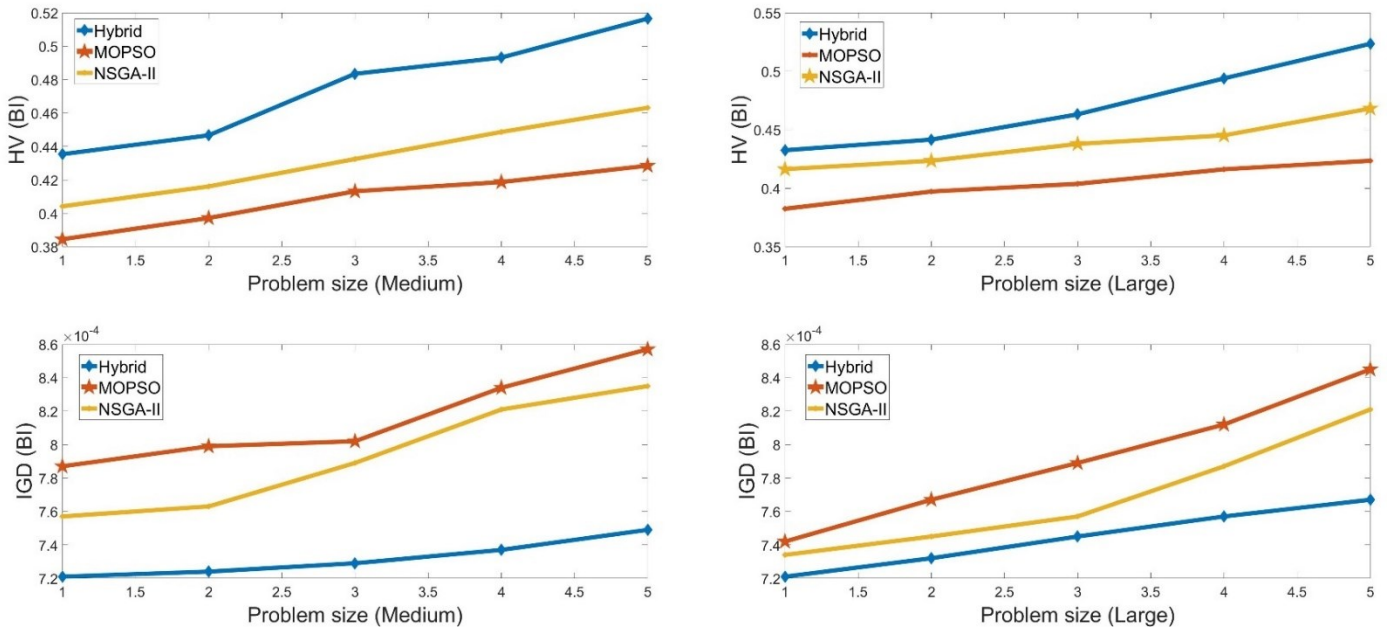 0.52
0.5
0.48
0.46
0.44
0.42
0.4
0.38
HV (BI)
Hybrid
MOPSO
NSGA-II
1 1.5 2 2.5 3 3.5 4 4.5 5
Problem size (Medium)
0.55
0.5
0.45
0.4
0.35
HV (BI)
Hybrid
MOPSO
NSGA-II
1 1.5 2 2.5 3 3.5 4 4.5 5
Problem size (Large)
×10⁻⁴
8.6
8.4
8.2
8
7.8
7.6
7.4
7.2
IGD (BI)
Hybrid
MOPSO
NSGA-II
1 1.5 2 2.5 3 3.5 4 4.5 5
Problem size (Medium)
8.6
8.4
8.2
8
7.8
7.6
7.4
7.2
IGD (BI)
Hybrid
MOPSO
NSGA-II
1 1.5 2 2.5 3 3.5 4 4.5 5
Problem size (Large)